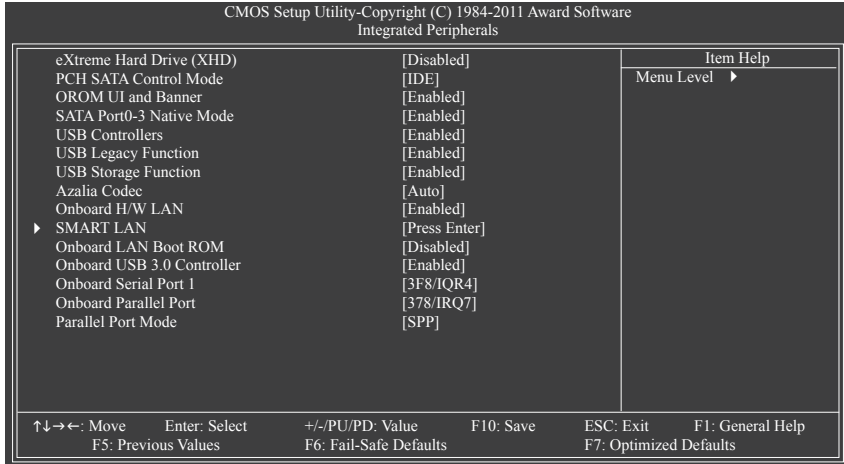 CMOS Setup Utility-Copyright (C) 1984-2011 Award Software
Integrated Peripherals
eXtreme Hard Drive (XHD) [Disabled] Item Help
PCH SATA Control Mode [IDE] Menu Level ▶
OROM UI and Banner [Enabled]
SATA Port0-3 Native Mode [Enabled]
USB Controllers [Enabled]
USB Legacy Function [Enabled]
USB Storage Function [Enabled]
Azalia Codec [Auto]
Onboard H/W LAN [Enabled]
▶ SMART LAN [Press Enter]
Onboard LAN Boot ROM [Disabled]
Onboard USB 3.0 Controller [Enabled]
Onboard Serial Port 1 [3F8/IQR4]
Onboard Parallel Port [378/IRQ7]
Parallel Port Mode [SPP]
↑↓→←: Move Enter: Select +/-/PU/PD: Value F10: Save ESC: Exit F1: General Help
F5: Previous Values F6: Fail-Safe Defaults F7: Optimized Defaults